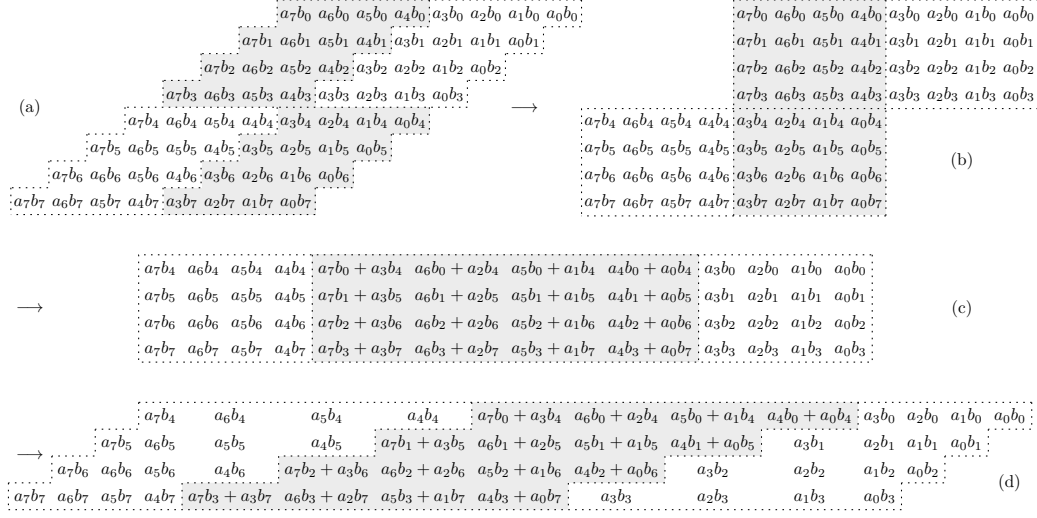 a₇b₀ a₆b₀ a₅b₀ a₄b₀ a₃b₀ a₂b₀ a₁b₀ a₀b₀
a₇b₁ a₆b₁ a₅b₁ a₄b₁ a₃b₁ a₂b₁ a₁b₁ a₀b₁
a₇b₂ a₆b₂ a₅b₂ a₄b₂ a₃b₂ a₂b₂ a₁b₂ a₀b₂
a₇b₃ a₆b₃ a₅b₃ a₄b₃ a₃b₃ a₂b₃ a₁b₃ a₀b₃
(a)
a₇b₄ a₆b₄ a₅b₄ a₄b₄ a₃b₄ a₂b₄ a₁b₄ a₀b₄
a₇b₅ a₆b₅ a₅b₅ a₄b₅ a₃b₅ a₂b₅ a₁b₅ a₀b₅
a₇b₆ a₆b₆ a₅b₆ a₄b₆ a₃b₆ a₂b₆ a₁b₆ a₀b₆
a₇b₇ a₆b₇ a₅b₇ a₄b₇ a₃b₇ a₂b₇ a₁b₇ a₀b₇
⟶
a₇b₀ a₆b₀ a₅b₀ a₄b₀ a₃b₀ a₂b₀ a₁b₀ a₀b₀
a₇b₁ a₆b₁ a₅b₁ a₄b₁ a₃b₁ a₂b₁ a₁b₁ a₀b₁
a₇b₂ a₆b₂ a₅b₂ a₄b₂ a₃b₂ a₂b₂ a₁b₂ a₀b₂
a₇b₃ a₆b₃ a₅b₃ a₄b₃ a₃b₃ a₂b₃ a₁b₃ a₀b₃
a₇b₄ a₆b₄ a₅b₄ a₄b₄ a₃b₄ a₂b₄ a₁b₄ a₀b₄
a₇b₅ a₆b₅ a₅b₅ a₄b₅ a₃b₅ a₂b₅ a₁b₅ a₀b₅
(b)
a₇b₆ a₆b₆ a₅b₆ a₄b₆ a₃b₆ a₂b₆ a₁b₆ a₀b₆
a₇b₇ a₆b₇ a₅b₇ a₄b₇ a₃b₇ a₂b₇ a₁b₇ a₀b₇
a₇b₄ a₆b₄ a₅b₄ a₄b₄ a₇b₀ + a₃b₄ a₆b₀ + a₂b₄ a₅b₀ + a₁b₄ a₄b₀ + a₀b₄ a₃b₀ a₂b₀ a₁b₀ a₀b₀
a₇b₅ a₆b₅ a₅b₅ a₄b₅ a₇b₁ + a₃b₅ a₆b₁ + a₂b₅ a₅b₁ + a₁b₅ a₄b₁ + a₀b₅ a₃b₁ a₂b₁ a₁b₁ a₀b₁
⟶ (c)
a₇b₆ a₆b₆ a₅b₆ a₄b₆ a₇b₂ + a₃b₆ a₆b₂ + a₂b₆ a₅b₂ + a₁b₆ a₄b₂ + a₀b₆ a₃b₂ a₂b₂ a₁b₂ a₀b₂
a₇b₇ a₆b₇ a₅b₇ a₄b₇ a₇b₃ + a₃b₇ a₆b₃ + a₂b₇ a₅b₃ + a₁b₇ a₄b₃ + a₀b₇ a₃b₃ a₂b₃ a₁b₃ a₀b₃
a₇b₄ a₆b₄ a₅b₄ a₄b₄ a₇b₀ + a₃b₄ a₆b₀ + a₂b₄ a₅b₀ + a₁b₄ a₄b₀ + a₀b₄ a₃b₀ a₂b₀ a₁b₀ a₀b₀
⟶ a₇b₅ a₆b₅ a₅b₅ a₄b₅ a₇b₁ + a₃b₅ a₆b₁ + a₂b₅ a₅b₁ + a₁b₅ a₄b₁ + a₀b₅ a₃b₁ a₂b₁ a₁b₁ a₀b₁
a₇b₆ a₆b₆ a₅b₆ a₄b₆ a₇b₂ + a₃b₆ a₆b₂ + a₂b₆ a₅b₂ + a₁b₆ a₄b₂ + a₀b₆ a₃b₂ a₂b₂ a₁b₂ a₀b₂
(d)
a₇b₇ a₆b₇ a₅b₇ a₄b₇ a₇b₃ + a₃b₇ a₆b₃ + a₂b₇ a₅b₃ + a₁b₇ a₄b₃ + a₀b₇ a₃b₃ a₂b₃ a₁b₃ a₀b₃